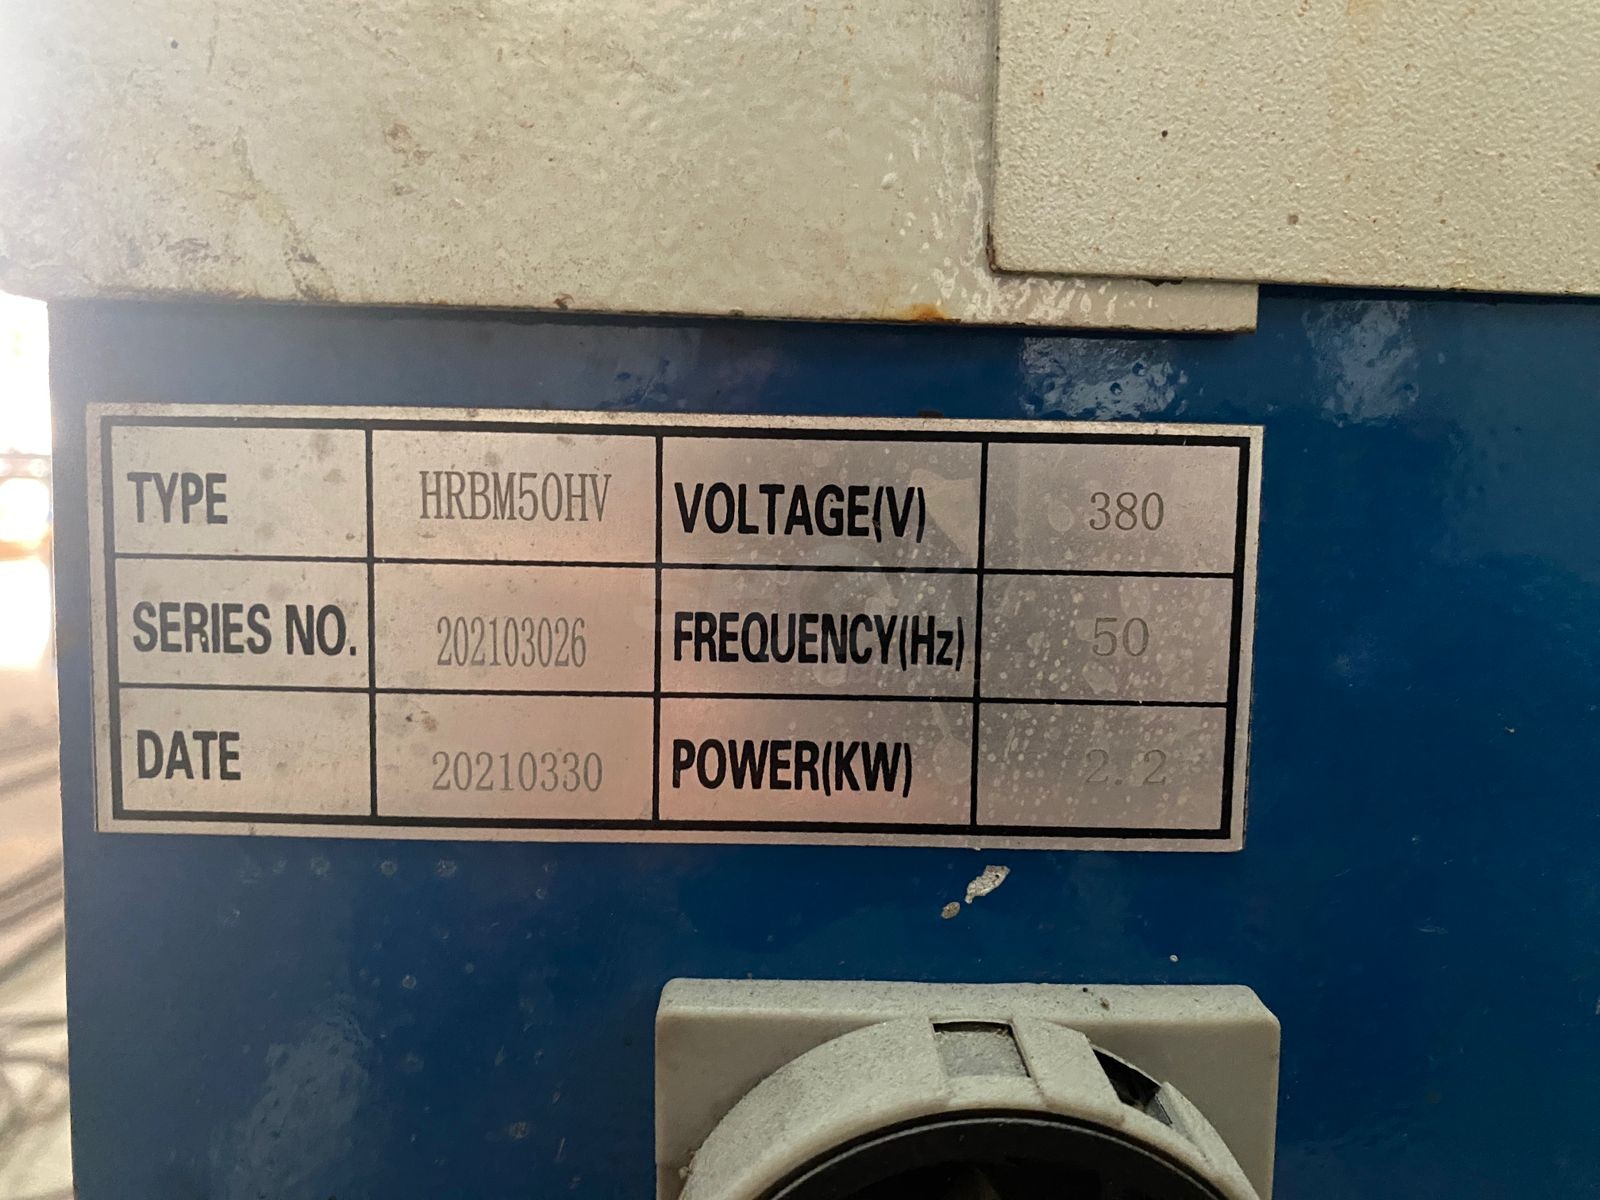 TYPE HRBM50HV VOLTAGE(V) 380
SERIES NO. 202103026 FREQUENCY(Hz) 50
DATE 20210330 POWER(KW) 2.2